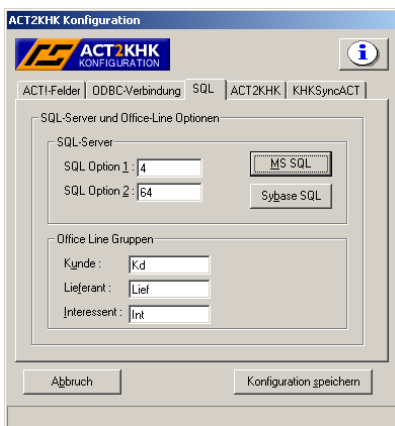 ACT2KHK Konfiguration
ACT2KHK
KONFIGURATION
i
ACT!-Felder ODBC-Verbindung SQL ACT2KHK KHKSyncACT
SQL-Server und Office-Line Optionen
SQL-Server
SQL Option 1 : 4 MS SQL
SQL Option 2 : 64 Sybase SQL
Office Line Gruppen
Kunde : Kd
Lieferant : Lief
Interessent : Int
Abbruch Konfiguration speichern